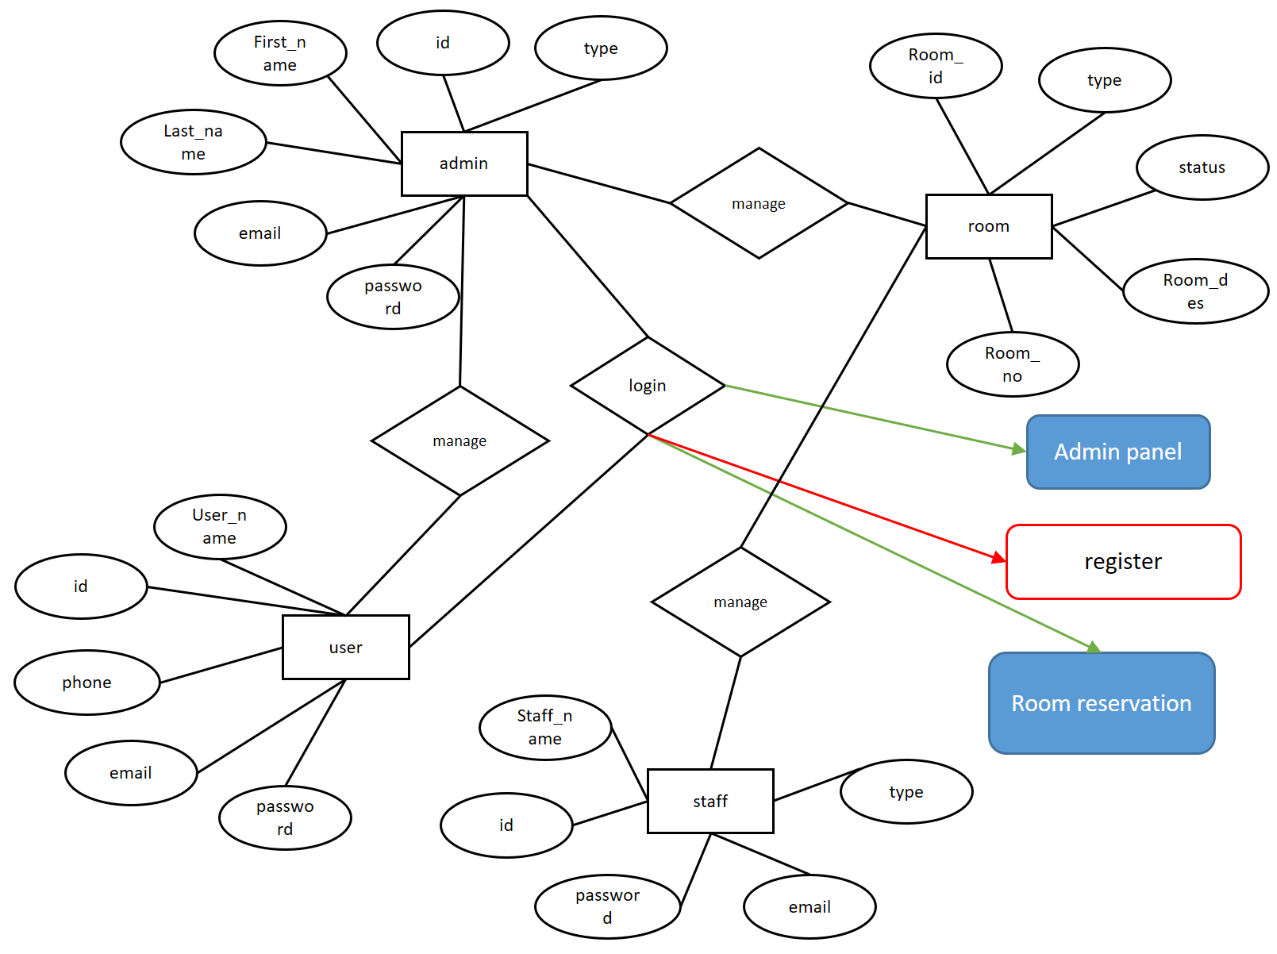 First_n
ame
id
type
Room_
id
type
Last_na
me
admin
status
manage
room
email
passwo
rd
Room_d
es
Room_
no
login
manage
Admin panel
User_n
ame
register
id
manage
user
phone
Room reservation
Staff_n
ame
email
passwo
rd
staff
type
id
passwor
d
email